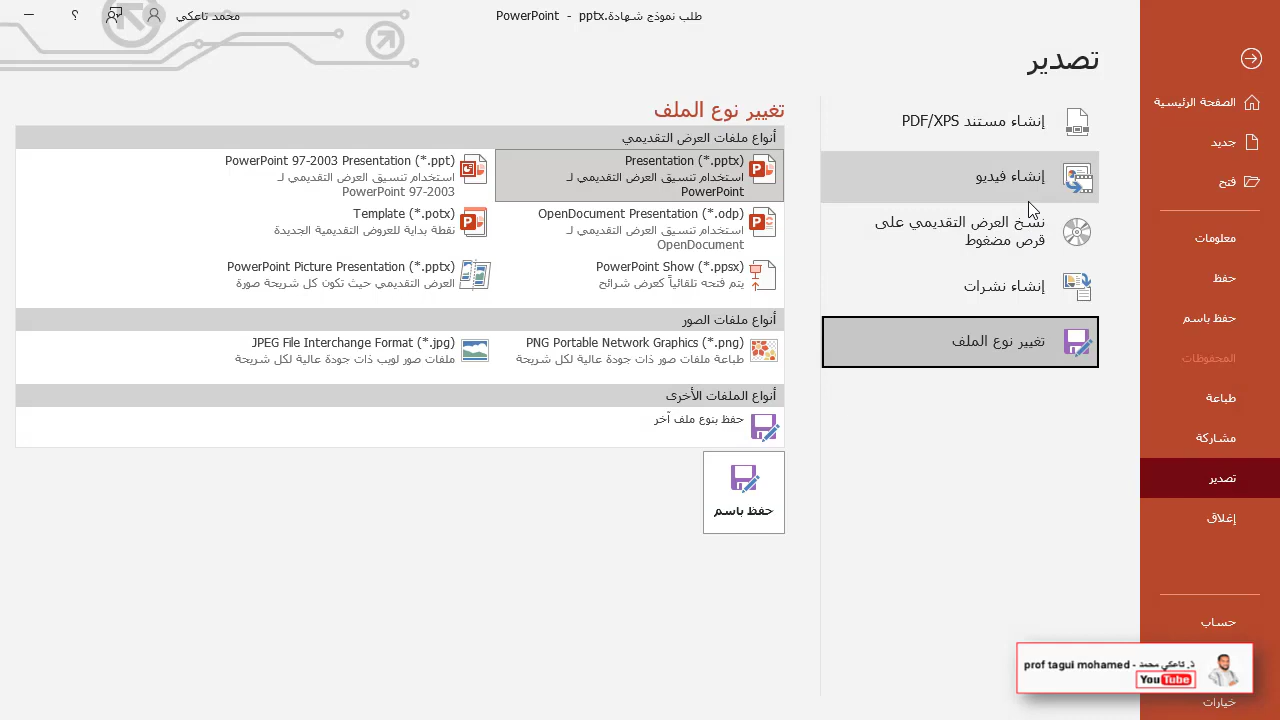 طلب نموذج شهادة.pptx - PowerPoint
محمد تاعكي
؟
الصفحة الرئيسية
جديد
فتح
معلومات
حفظ
حفظ باسم
المحفوظات
طباعة
مشاركة
تصدير
إغلاق
حساب
خيارات
تصدير
إنشاء مستند PDF/XPS
إنشاء فيديو
نسخ العرض التقديمي على
قرص مضغوط
إنشاء نشرات
تغيير نوع الملف
تغيير نوع الملف
أنواع ملفات العرض التقديمي
Presentation (*.pptx)
استخدام تنسيق العرض التقديمي لـ
PowerPoint
PowerPoint 97-2003 Presentation (*.ppt)
استخدام تنسيق العرض التقديمي لـ
PowerPoint 97-2003
OpenDocument Presentation (*.odp)
استخدام تنسيق العرض التقديمي لـ
OpenDocument
Template (*.potx)
نقطة بداية للعروض التقديمية الجديدة
PowerPoint Show (*.ppsx)
يتم فتحه تلقائياً كعرض شرائح
PowerPoint Picture Presentation (*.pptx)
العرض التقديمي حيث تكون كل شريحة صورة
أنواع ملفات الصور
PNG Portable Network Graphics (*.png)
طباعة ملفات صور ذات جودة عالية لكل شريحة
JPEG File Interchange Format (*.jpg)
ملفات صور لويب ذات جودة عالية لكل شريحة
أنواع الملفات الأخرى
حفظ بنوع ملف آخر
حفظ باسم
ذ. تاعكي محمد - prof tagui mohamed
YouTube